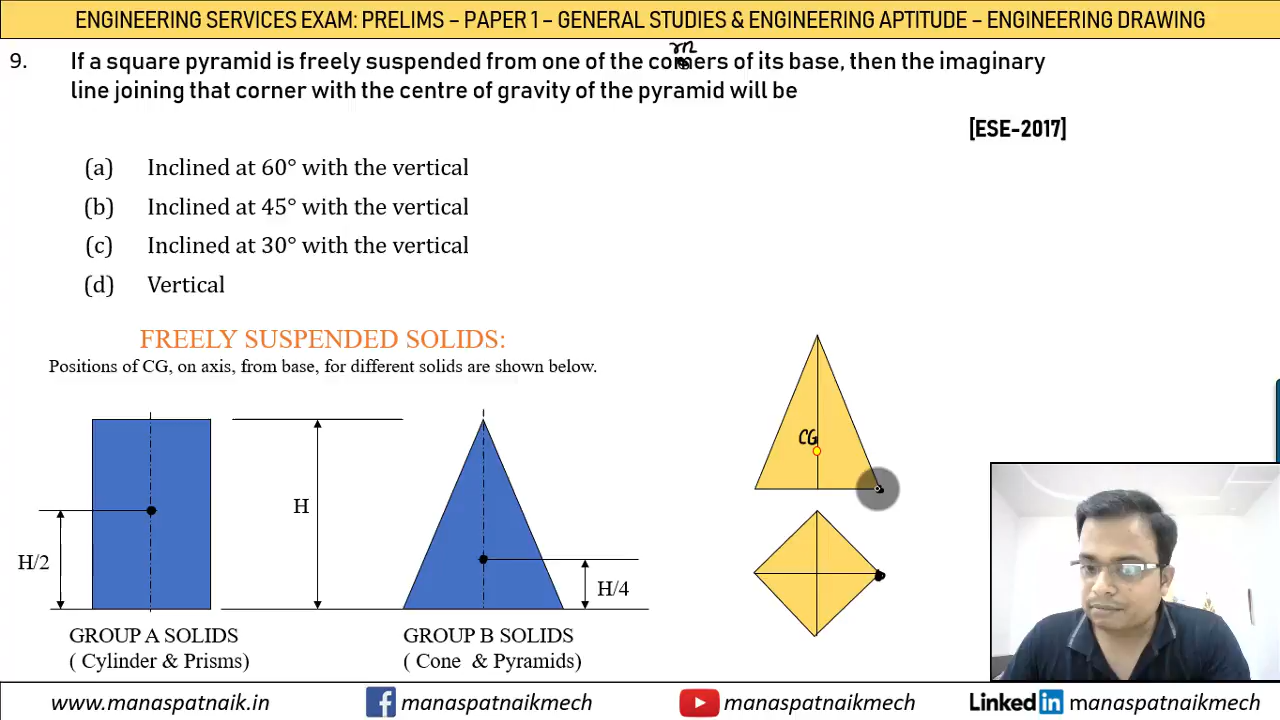 ENGINEERING SERVICES EXAM: PRELIMS – PAPER 1 – GENERAL STUDIES & ENGINEERING APTITUDE – ENGINEERING DRAWING
rn
9. If a square pyramid is freely suspended from one of the corners of its base, then the imaginary
line joining that corner with the centre of gravity of the pyramid will be
[ESE-2017]
(a) Inclined at 60° with the vertical
(b) Inclined at 45° with the vertical
(c) Inclined at 30° with the vertical
(d) Vertical
FREELY SUSPENDED SOLIDS:
Positions of CG, on axis, from base, for different solids are shown below.
CG
H
H/2
H/4
GROUP A SOLIDS
( Cylinder & Prisms)
GROUP B SOLIDS
( Cone & Pyramids)
www.manaspatnaik.in
f manaspatnaikmech
manaspatnaikmech
Linked in manaspatnaikmech